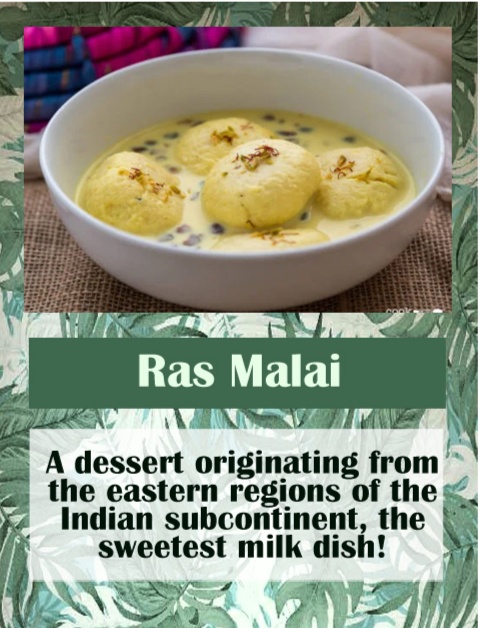 Ras Malai
A dessert originating from
the eastern regions of the
Indian subcontinent, the
sweetest milk dish!